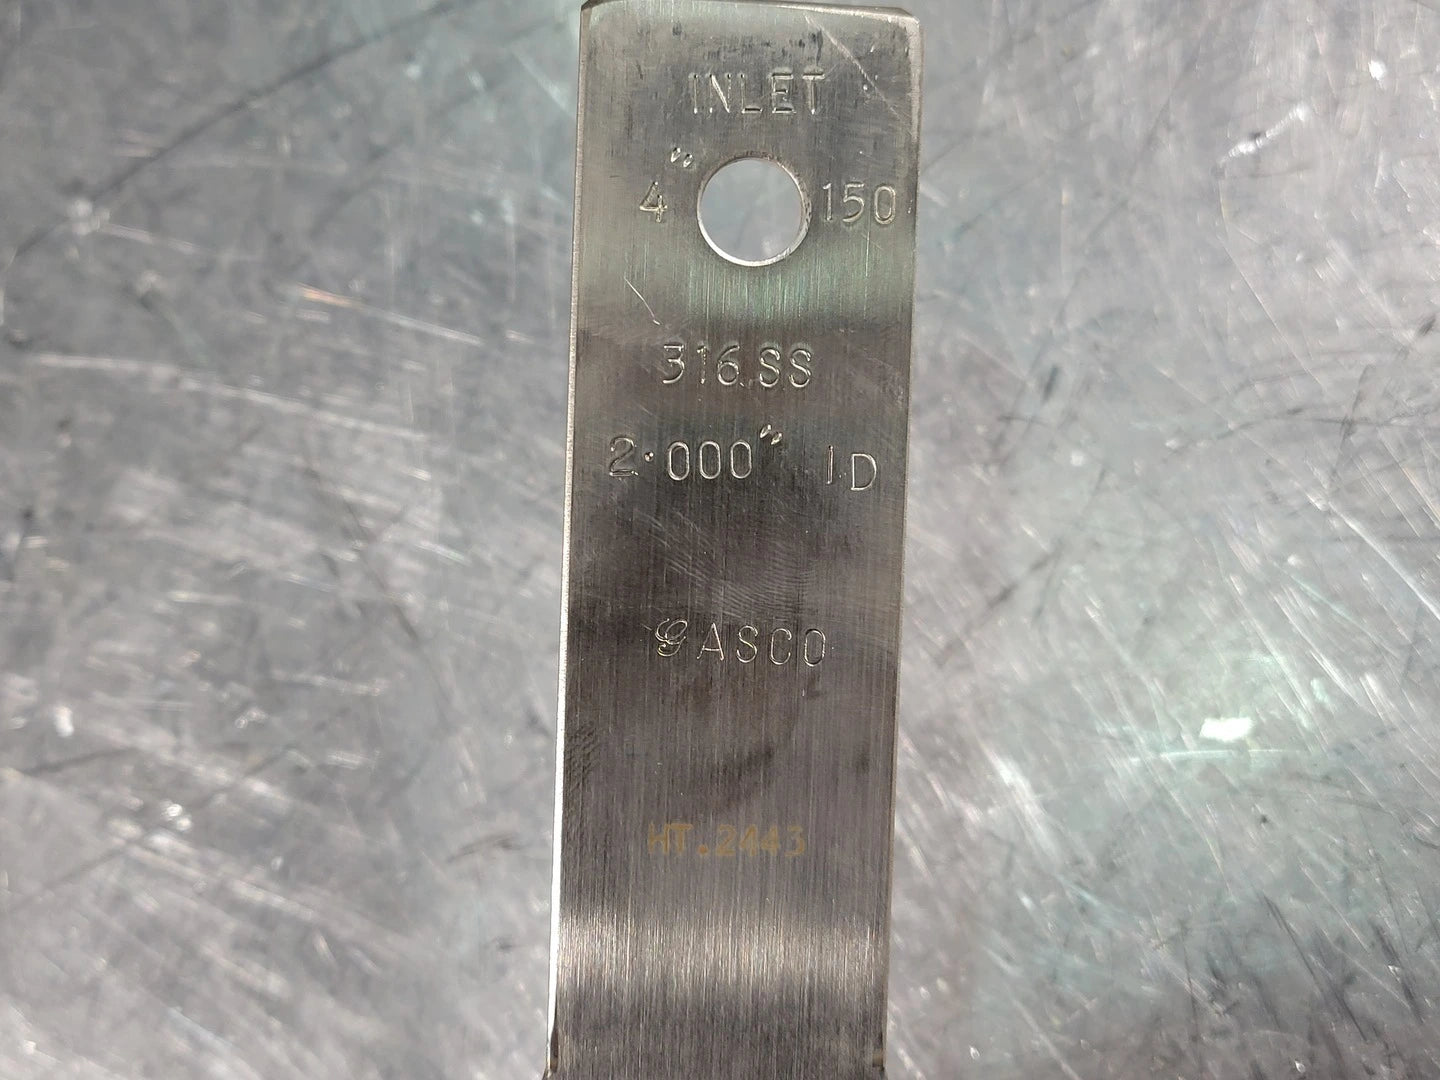 INLET
4" 150
316.SS
2.000" I.D
GASCO
HT.2443